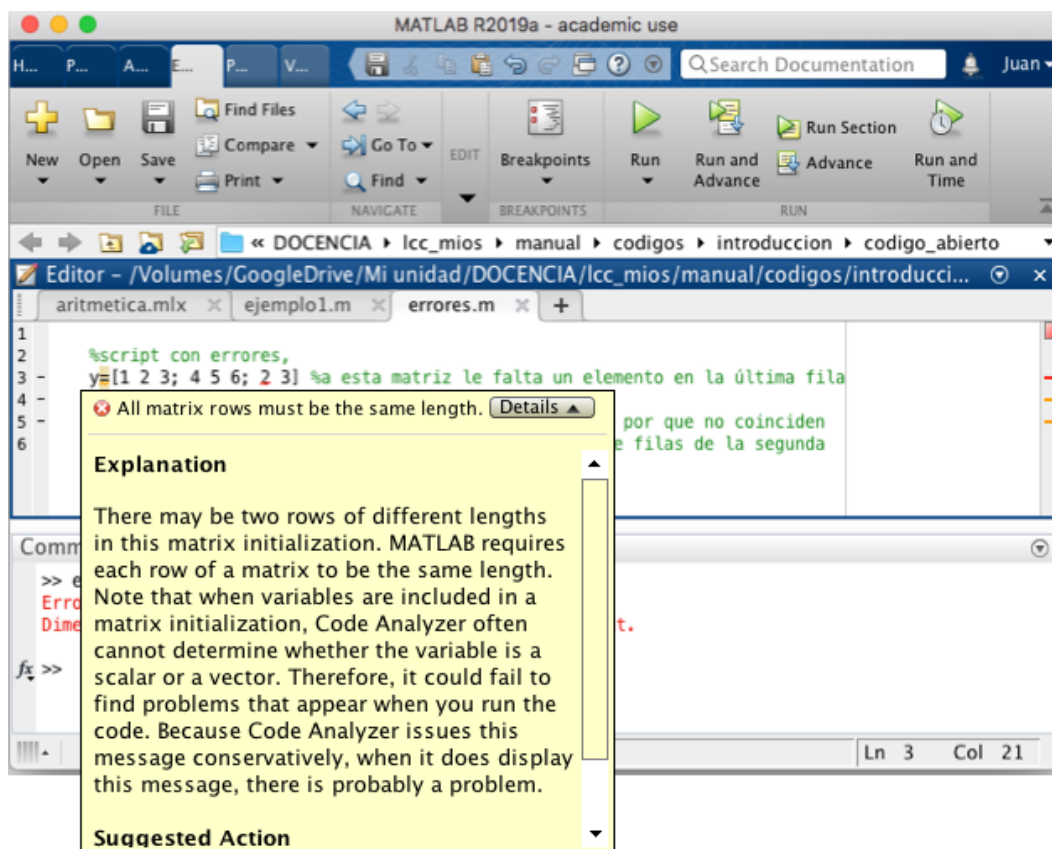 MATLAB R2019a - academic use
H... P... A... E... P... V... Search Documentation Juan
New Open Save Find Files Compare Print
Go To Find
EDIT
Breakpoints
Run Run and Advance Run Section Advance Run and Time
FILE NAVIGATE BREAKPOINTS RUN
« DOCENCIA ▸ lcc_mios ▸ manual ▸ codigos ▸ introduccion ▸ codigo_abierto
Editor - /Volumes/GoogleDrive/Mi unidad/DOCENCIA/lcc_mios/manual/codigos/introducci...
aritmetica.mlx ejemplo1.m errores.m +
1
2 %script con errores,
3 - y=[1 2 3; 4 5 6; 2 3] %a esta matriz le falta un elemento en la última fila
4 -
5 - por que no coinciden
6 e filas de la segunda
All matrix rows must be the same length. Details
Explanation
There may be two rows of different lengths
in this matrix initialization. MATLAB requires
each row of a matrix to be the same length.
Note that when variables are included in a
matrix initialization, Code Analyzer often
cannot determine whether the variable is a
scalar or a vector. Therefore, it could fail to
find problems that appear when you run the
code. Because Code Analyzer issues this
message conservatively, when it does display
this message, there is probably a problem.
Suggested Action
Comm
>> e
Erro
Dime t.
fx >>
Ln 3 Col 21